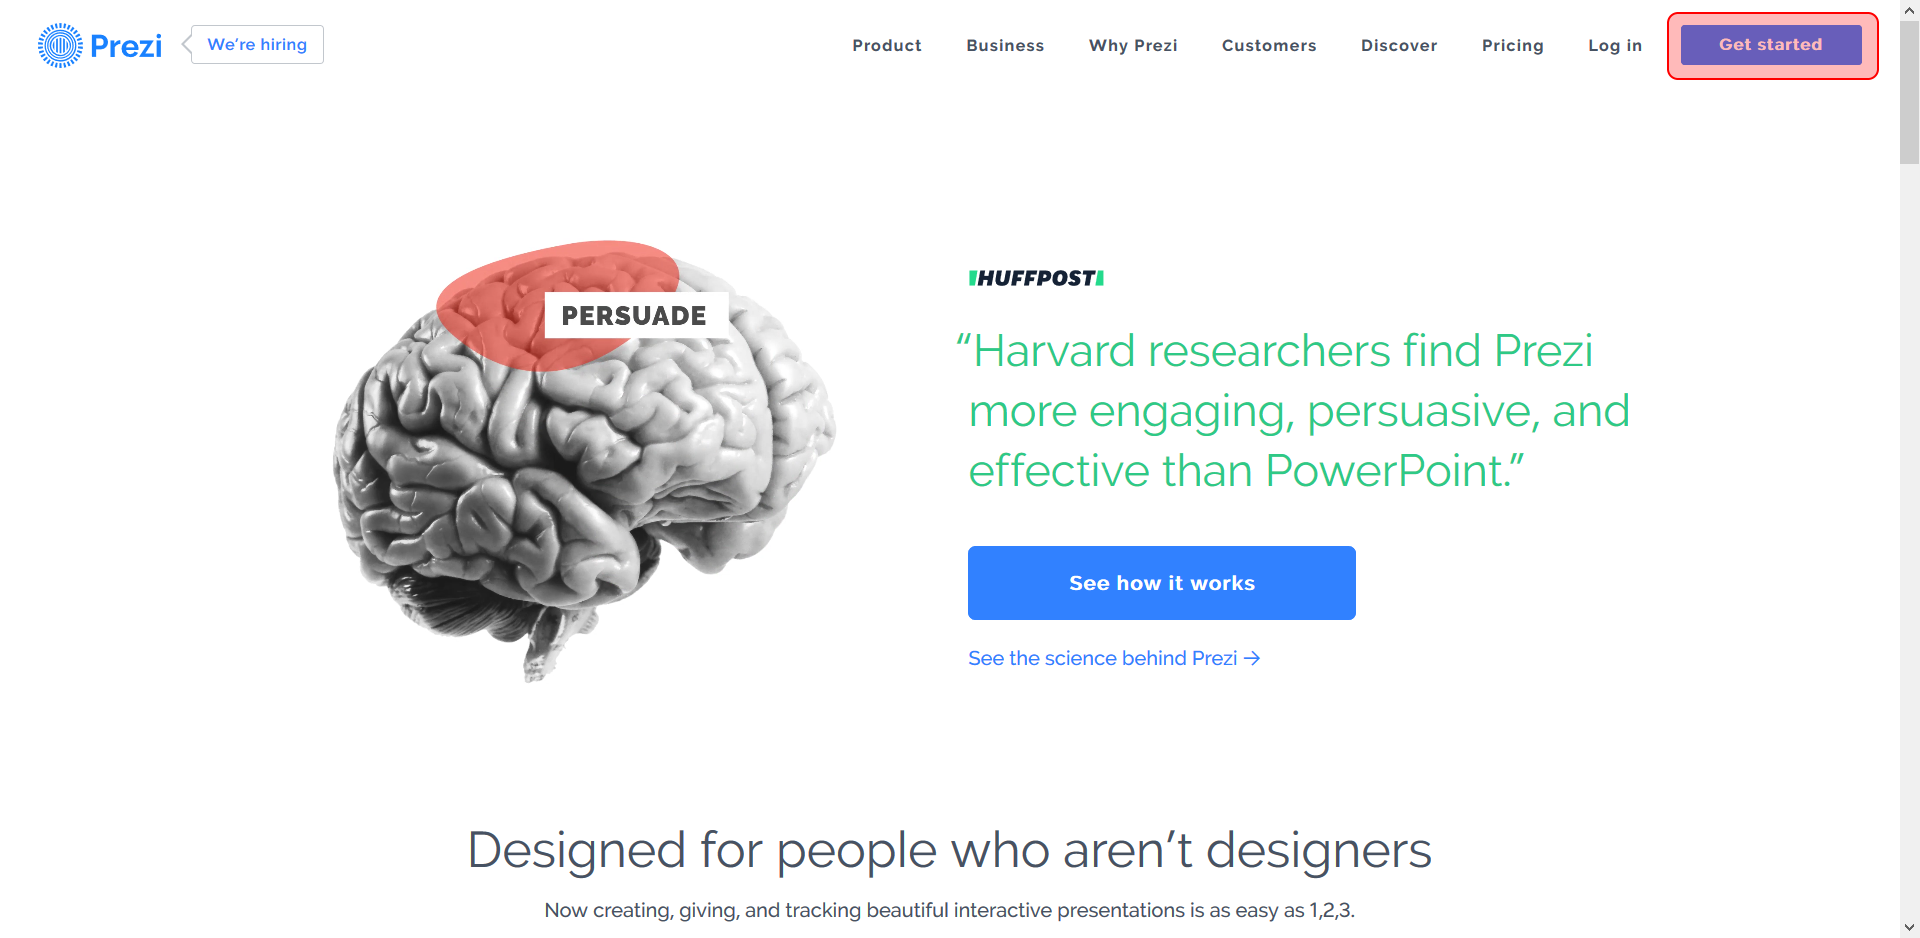 Prezi
We're hiring
Product
Business
Why Prezi
Customers
Discover
Pricing
Log in
Get started
PERSUADE
HUFFPOST
“Harvard researchers find Prezi
more engaging, persuasive, and
effective than PowerPoint.”
See how it works
See the science behind Prezi →
Designed for people who aren’t designers
Now creating, giving, and tracking beautiful interactive presentations is as easy as 1,2,3.